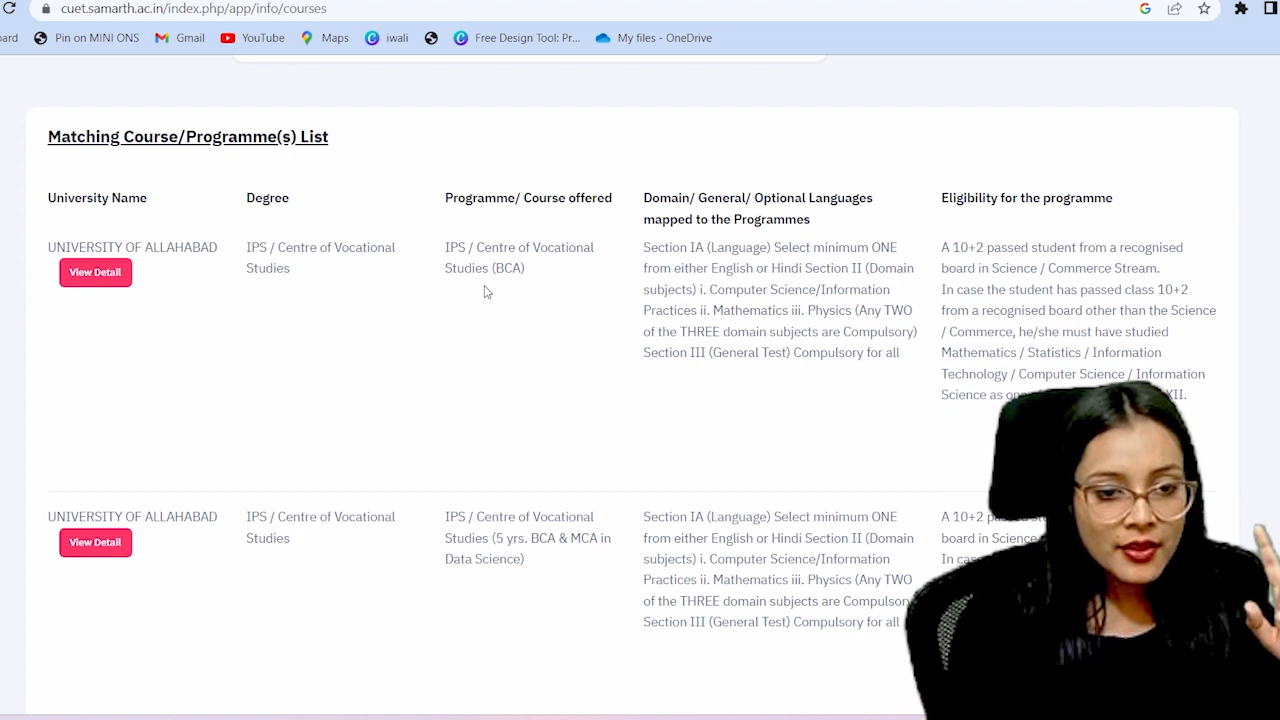 cuet.samarth.ac.in/index.php/app/info/courses
ard Pin on MINI ONS Gmail YouTube Maps iwali Free Design Tool: Pr... My files - OneDrive
Matching Course/Programme(s) List
University Name Degree Programme/ Course offered Domain/ General/ Optional Languages Eligibility for the programme
mapped to the Programmes
UNIVERSITY OF ALLAHABAD
View Detail
IPS / Centre of Vocational
Studies
IPS / Centre of Vocational
Studies (BCA)
Section IA (Language) Select minimum ONE
from either English or Hindi Section II (Domain
subjects) i. Computer Science/Information
Practices ii. Mathematics iii. Physics (Any TWO
of the THREE domain subjects are Compulsory)
Section III (General Test) Compulsory for all
A 10+2 passed student from a recognised
board in Science / Commerce Stream.
In case the student has passed class 10+2
from a recognised board other than the Science
/ Commerce, he/she must have studied
Mathematics / Statistics / Information
Technology / Computer Science / Information
Science as XII.
UNIVERSITY OF ALLAHABAD
View Detail
IPS / Centre of Vocational
Studies
IPS / Centre of Vocational
Studies (5 yrs. BCA & MCA in
Data Science)
Section IA (Language) Select minimum ONE
from either English or Hindi Section II (Domain
subjects) i. Computer Science/Information
Practices ii. Mathematics iii. Physics (Any TWO
of the THREE domain subjects are Compulsory
Section III (General Test) Compulsory for all
A 10+2
board in Science
In